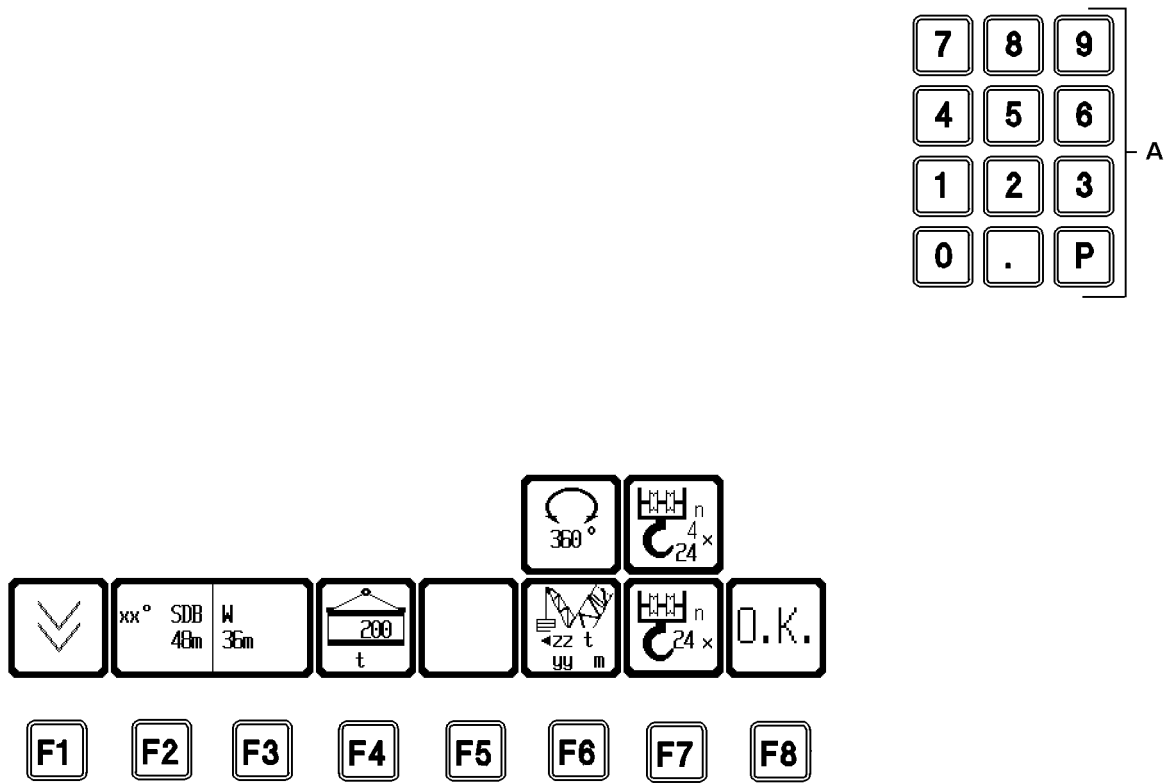 7 8 9
4 5 6
A
1 2 3
0 . P
360°
n
4
24 ×
xx° SDB W
48m 36m
200
t
◄zz t
yy m
n
24 ×
O.K.
F1 F2 F3 F4 F5 F6 F7 F8